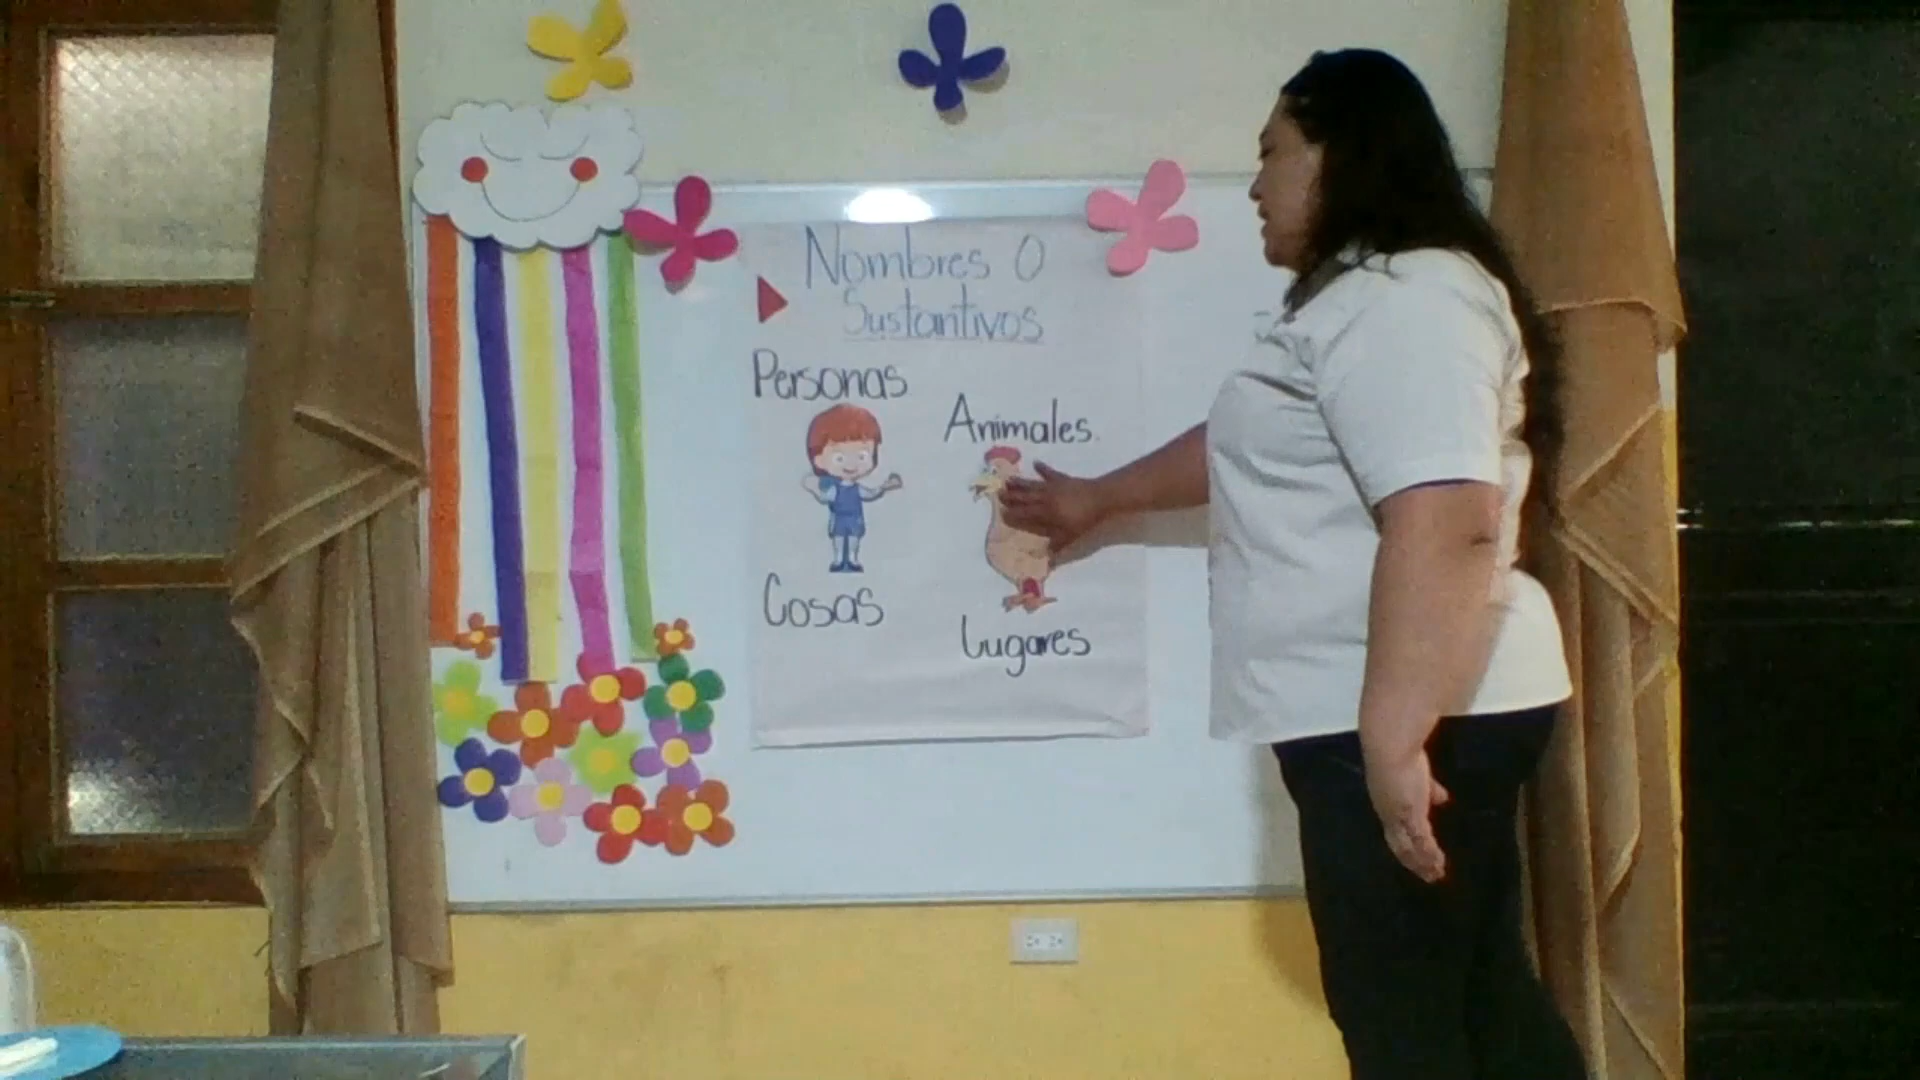 Nombres O
Sustantivos
Personas
Animales.
Cosas
Lugares